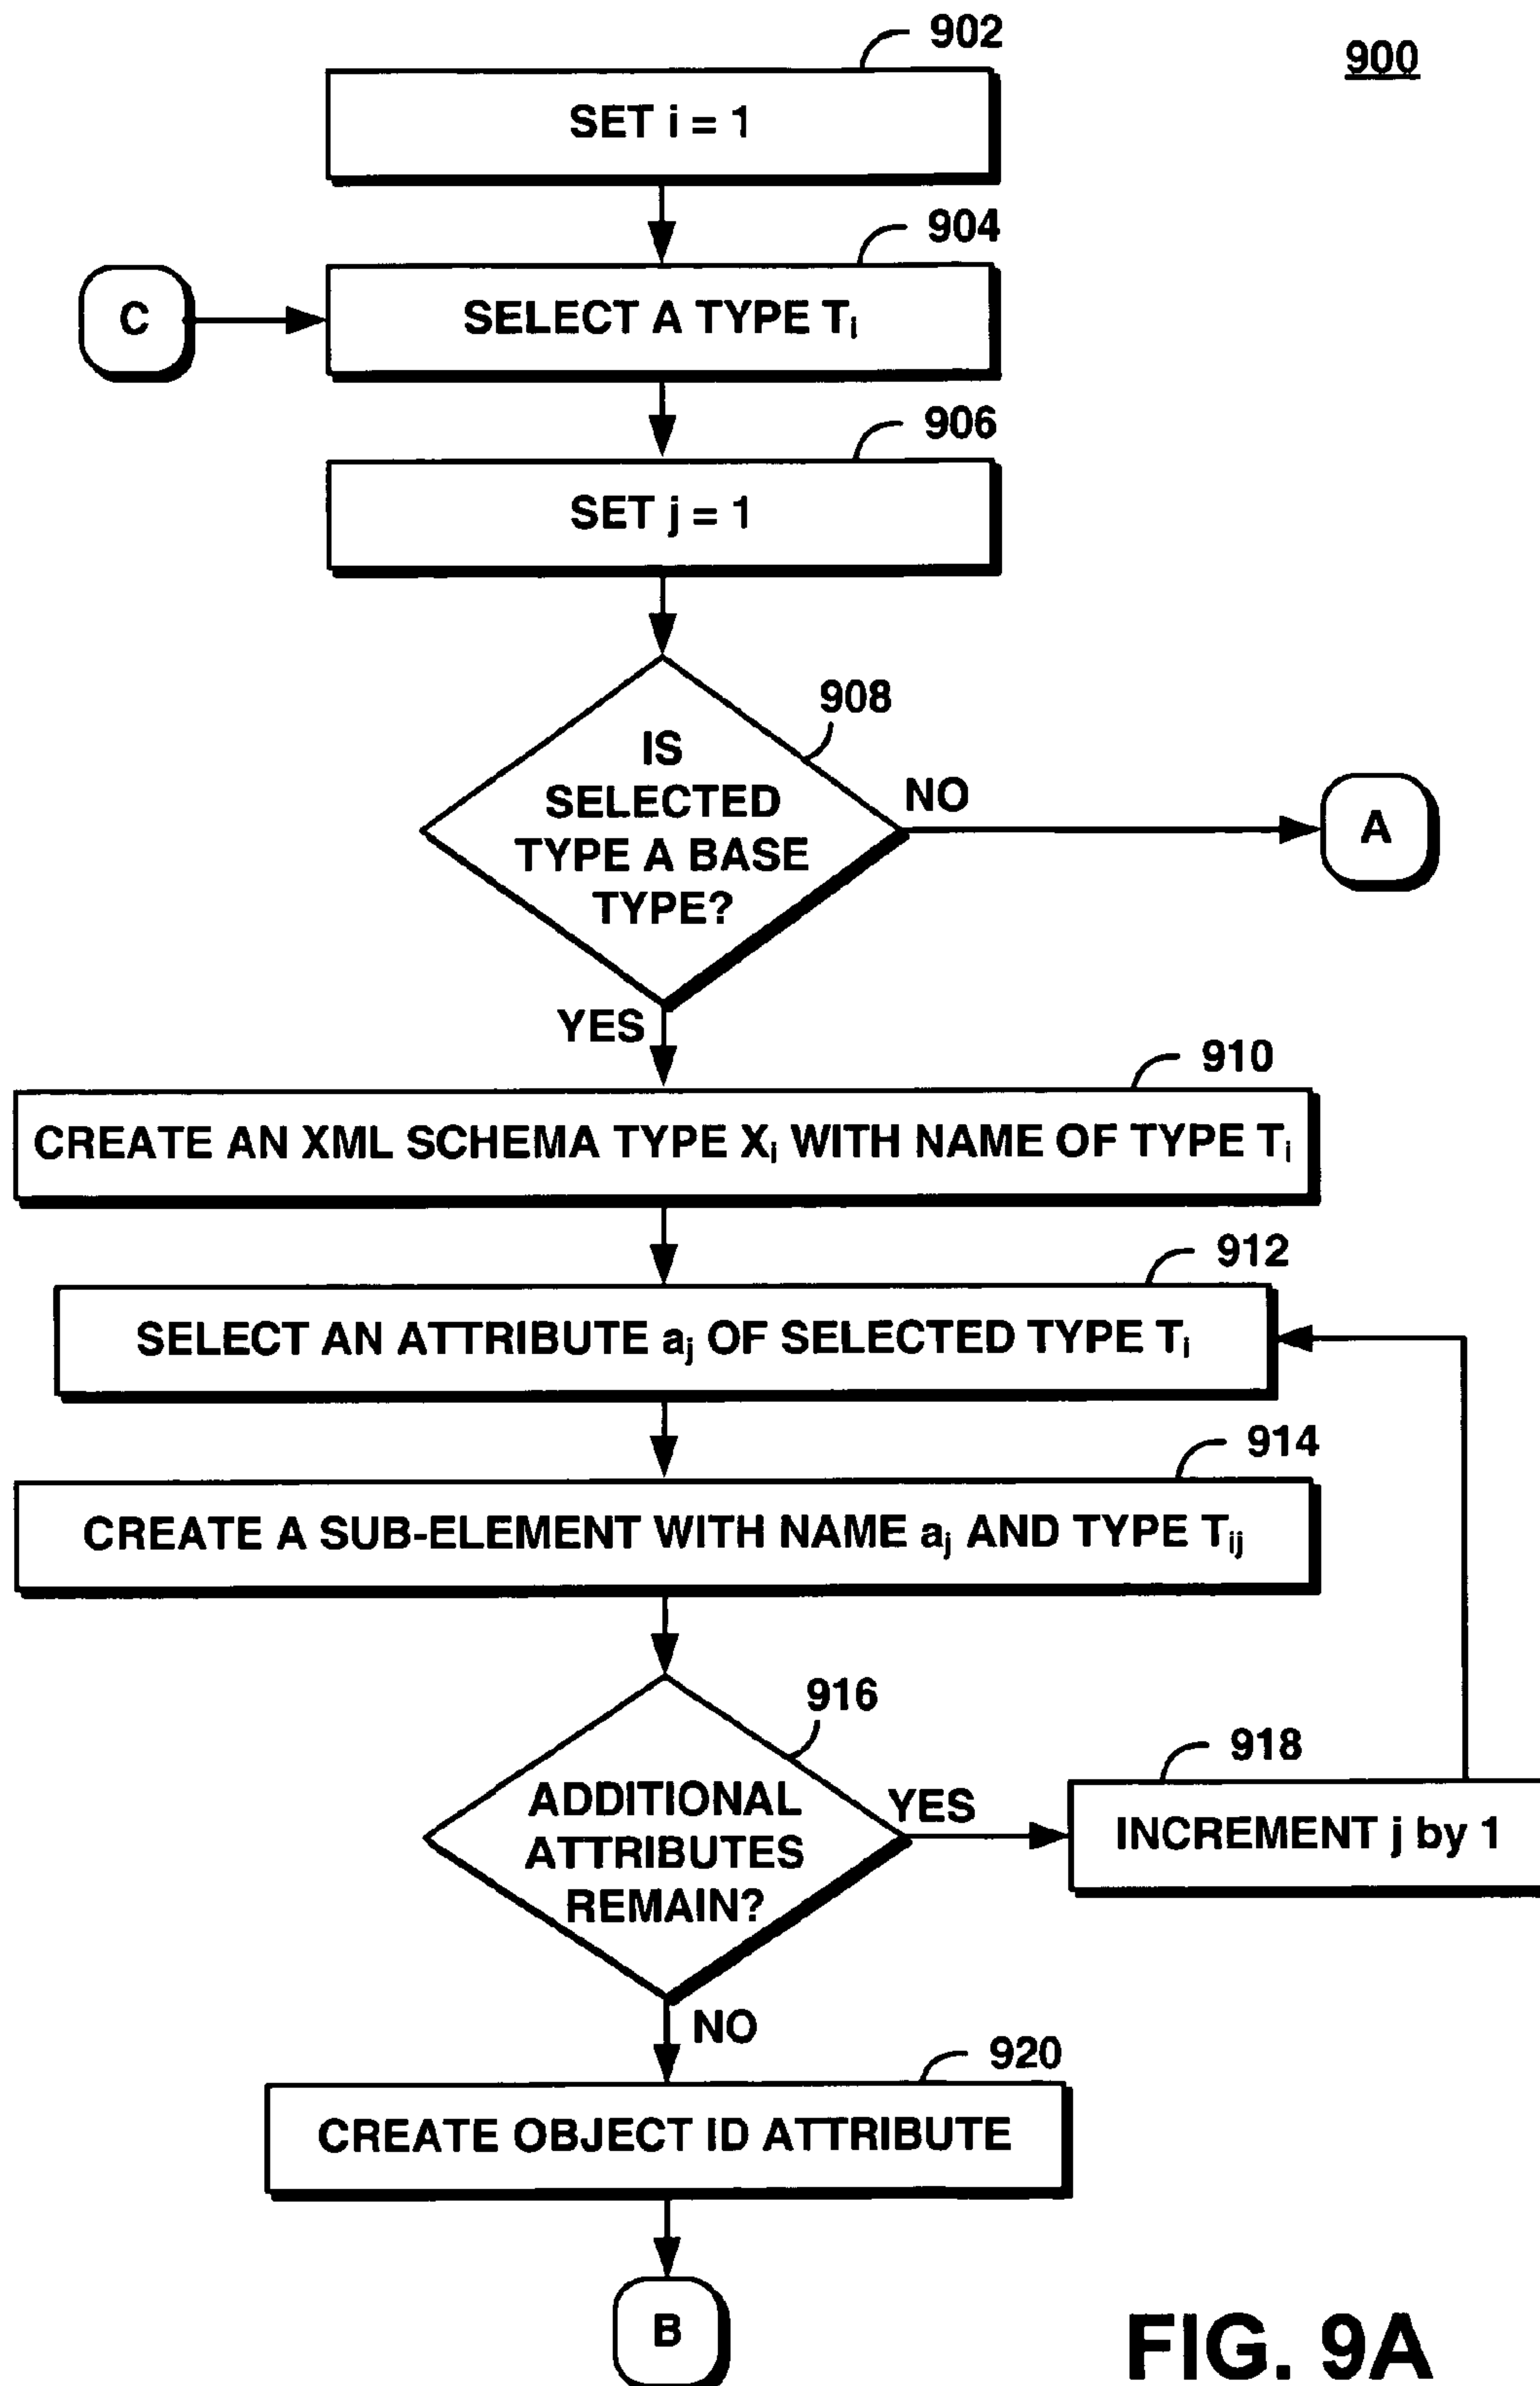 902
900
SET i = 1
904
C
SELECT A TYPE Ti
906
SET j = 1
908
IS
SELECTED
TYPE A BASE
TYPE?
NO
A
YES
910
CREATE AN XML SCHEMA TYPE Xi WITH NAME OF TYPE Ti
912
SELECT AN ATTRIBUTE aj OF SELECTED TYPE Ti
914
CREATE A SUB-ELEMENT WITH NAME aj AND TYPE Tij
916
ADDITIONAL
ATTRIBUTES
REMAIN?
YES
918
INCREMENT j by 1
NO
920
CREATE OBJECT ID ATTRIBUTE
B
FIG. 9A